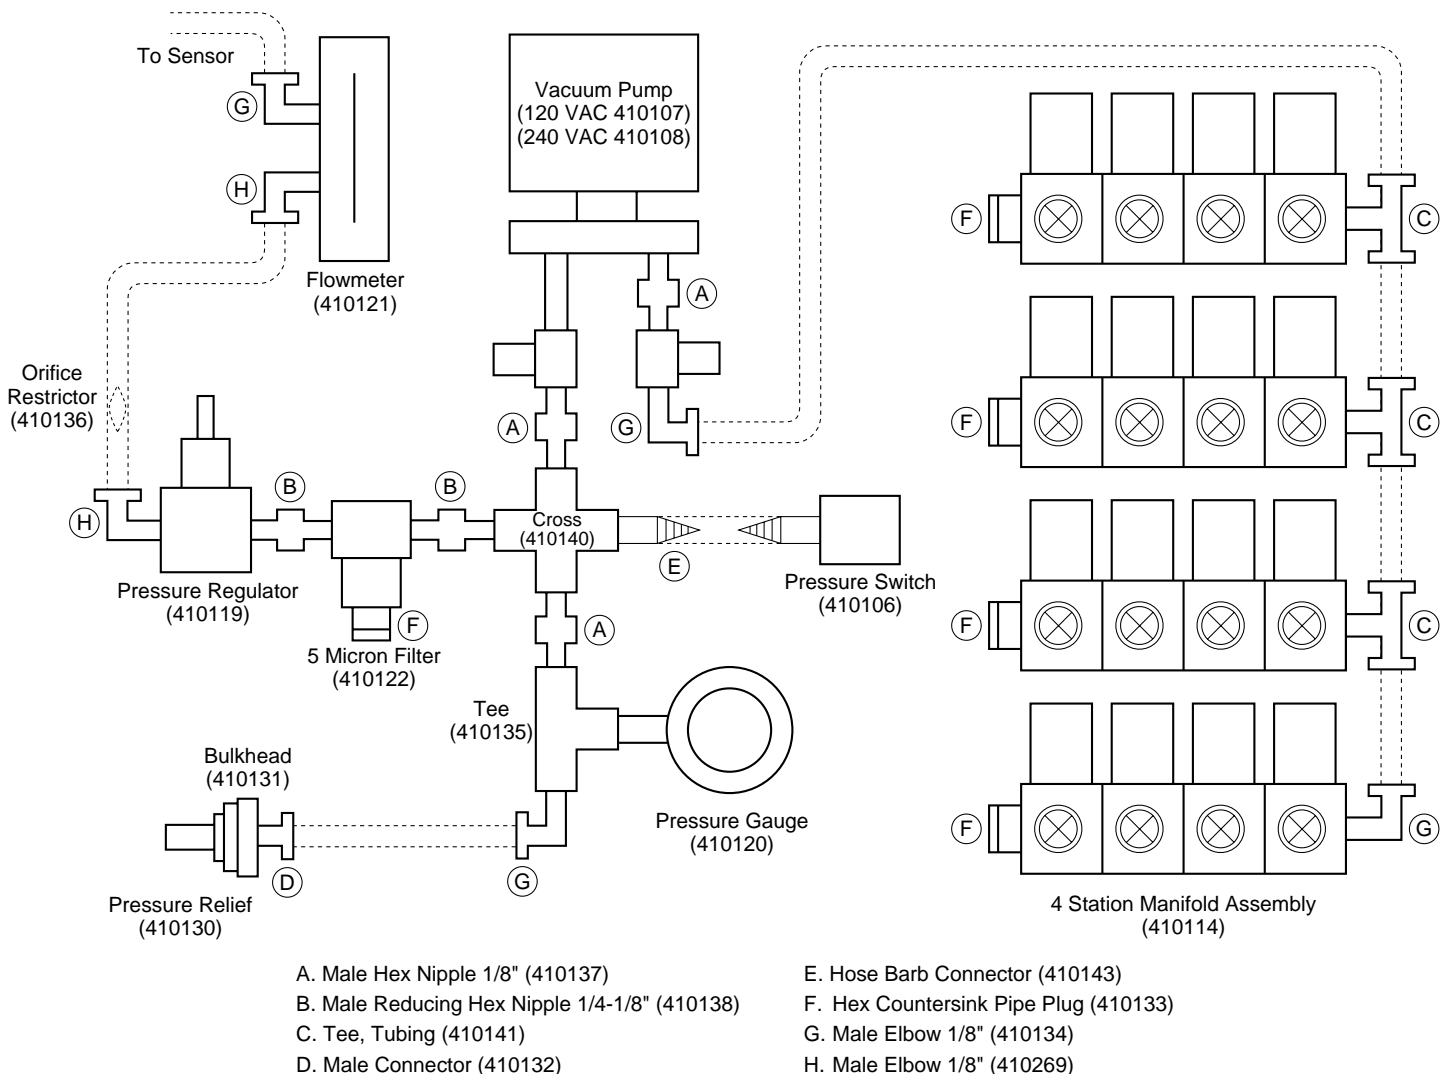 To Sensor
G
H
Flowmeter
(410121)
Vacuum Pump
(120 VAC 410107)
(240 VAC 410108)
A
A
G
Orifice
Restrictor
(410136)
H
B
B
Cross
(410140)
E
Pressure Switch
(410106)
Pressure Regulator
(410119)
F
5 Micron Filter
(410122)
A
Tee
(410135)
Pressure Gauge
(410120)
Bulkhead
(410131)
D
G
Pressure Relief
(410130)
F
C
F
C
F
C
F
G
4 Station Manifold Assembly
(410114)
A. Male Hex Nipple 1/8" (410137)
B. Male Reducing Hex Nipple 1/4-1/8" (410138)
C. Tee, Tubing (410141)
D. Male Connector (410132)
E. Hose Barb Connector (410143)
F. Hex Countersink Pipe Plug (410133)
G. Male Elbow 1/8" (410134)
H. Male Elbow 1/8" (410269)